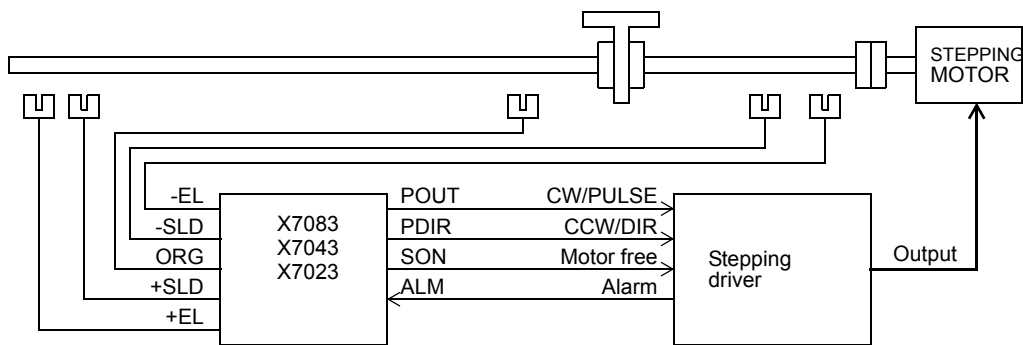 STEPPING
MOTOR
-EL
-SLD
ORG
+SLD
+EL
X7083
X7043
X7023
POUT CW/PULSE
PDIR CCW/DIR
SON Motor free
ALM Alarm
Stepping
driver
Output